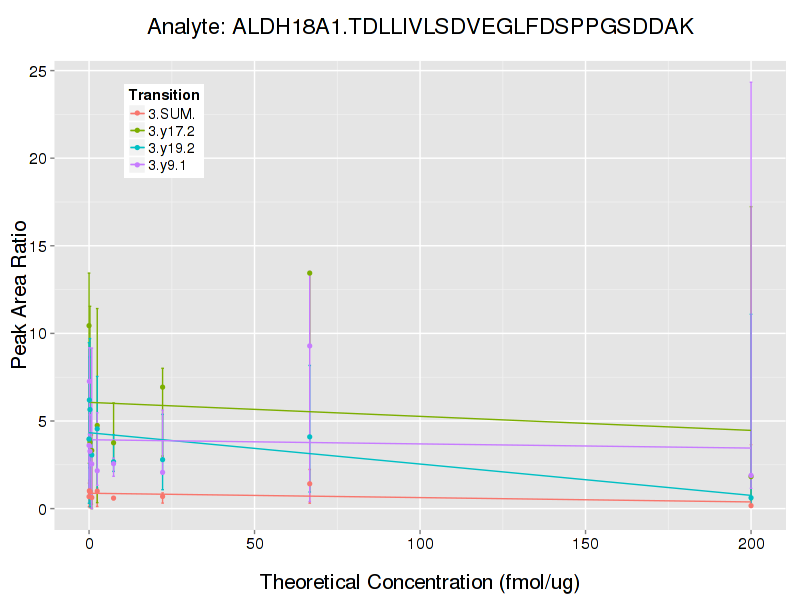 Analyte: ALDH18A1.TDLLIVLSDVEGLFDSPPGSDDAK
Transition
3.SUM.
3.y17.2
3.y19.2
3.y9.1
Peak Area Ratio
25
20
15
10
5
0
0 50 100 150 200
Theoretical Concentration (fmol/ug)